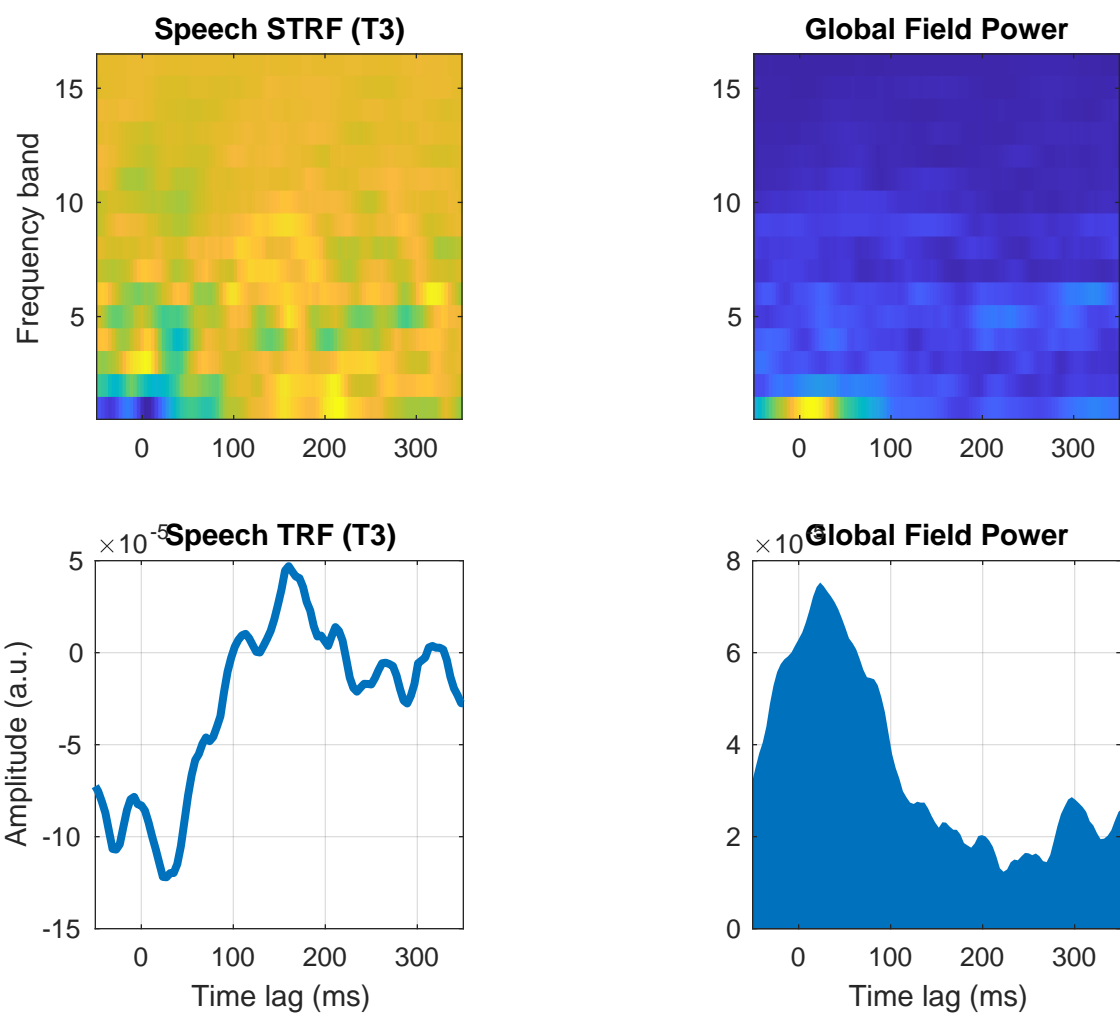 Speech STRF (T3)
Global Field Power
Frequency band
15
10
5
0 100 200 300
15
10
5
0 100 200 300
×10-5
Speech TRF (T3)
Global Field Power
×10
Amplitude (a.u.)
5
0
-5
-10
-15
0 100 200 300
Time lag (ms)
8
6
4
2
0
0 100 200 300
Time lag (ms)